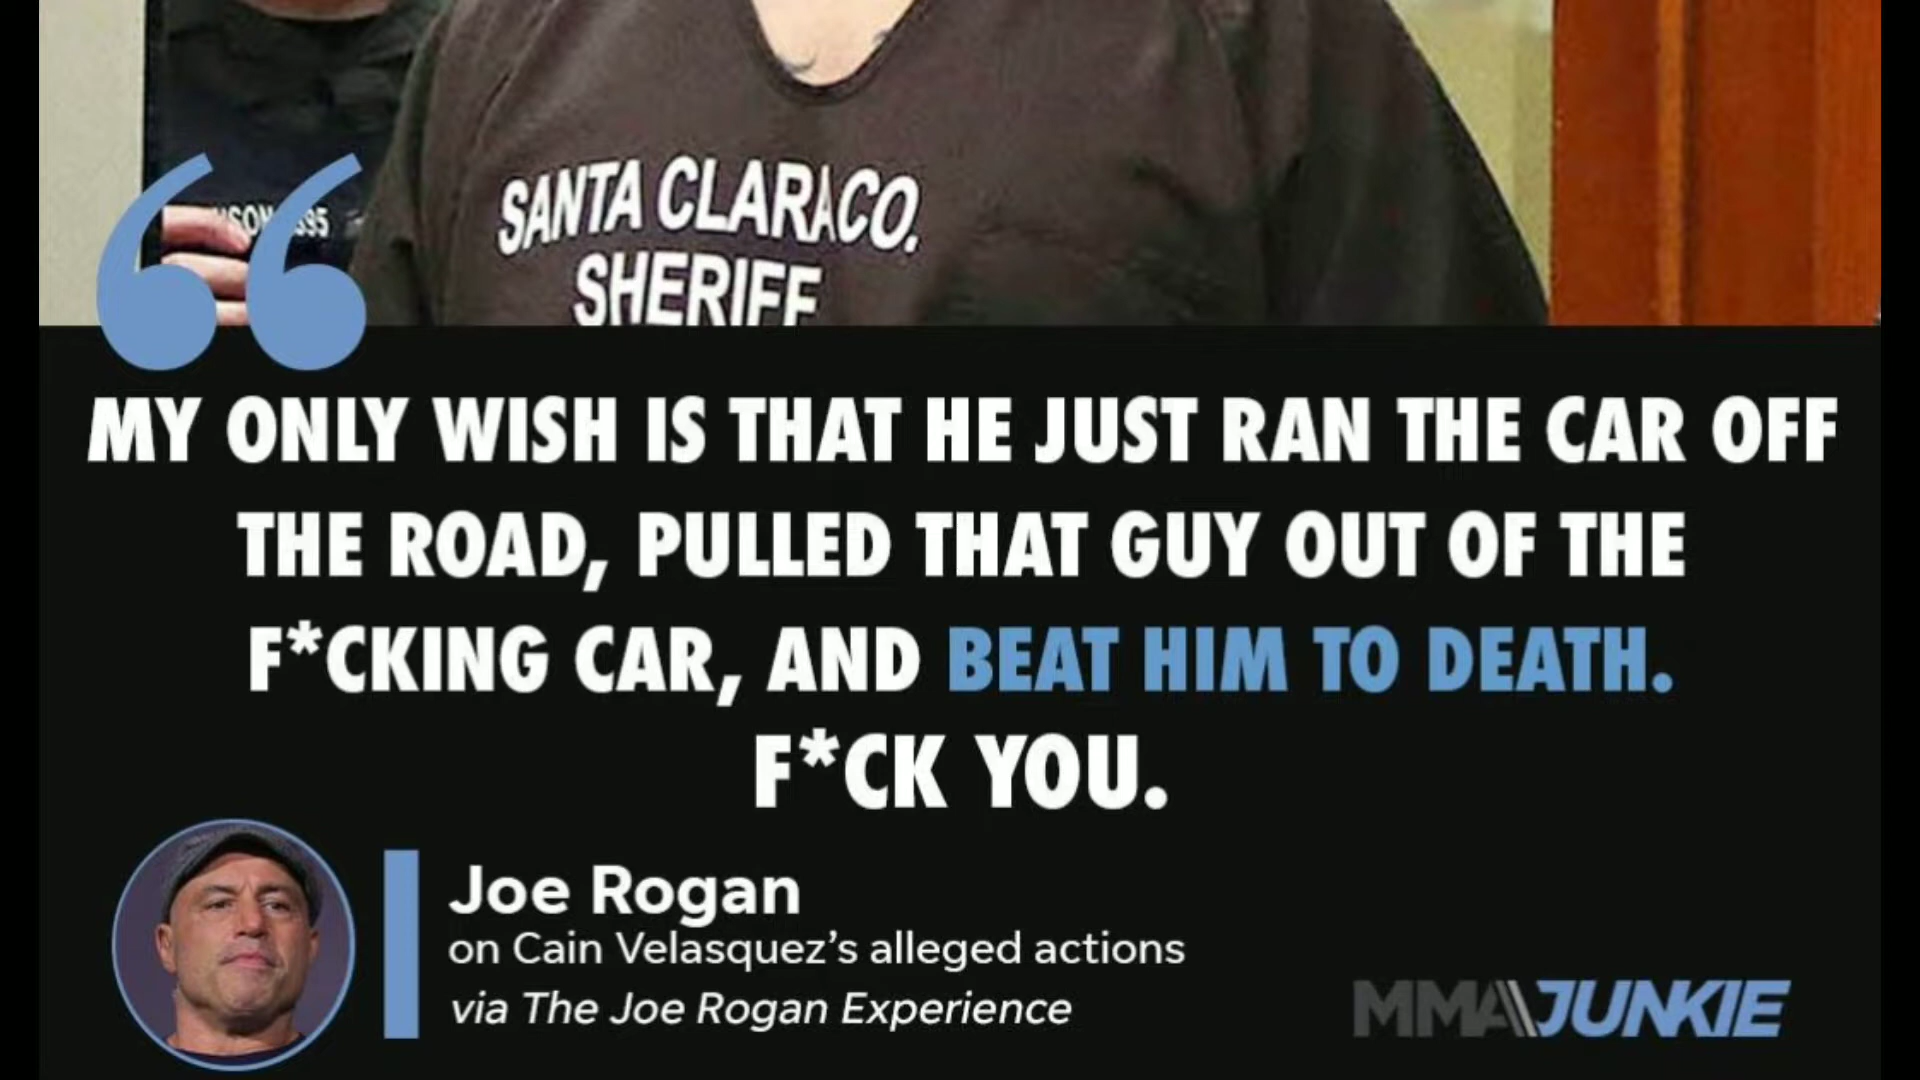 SANTA CLARA CO.
SHERIFF
MY ONLY WISH IS THAT HE JUST RAN THE CAR OFF
THE ROAD, PULLED THAT GUY OUT OF THE
F*CKING CAR, AND BEAT HIM TO DEATH.
F*CK YOU.
Joe Rogan
on Cain Velasquez’s alleged actions
via The Joe Rogan Experience
MMAJUNKIE